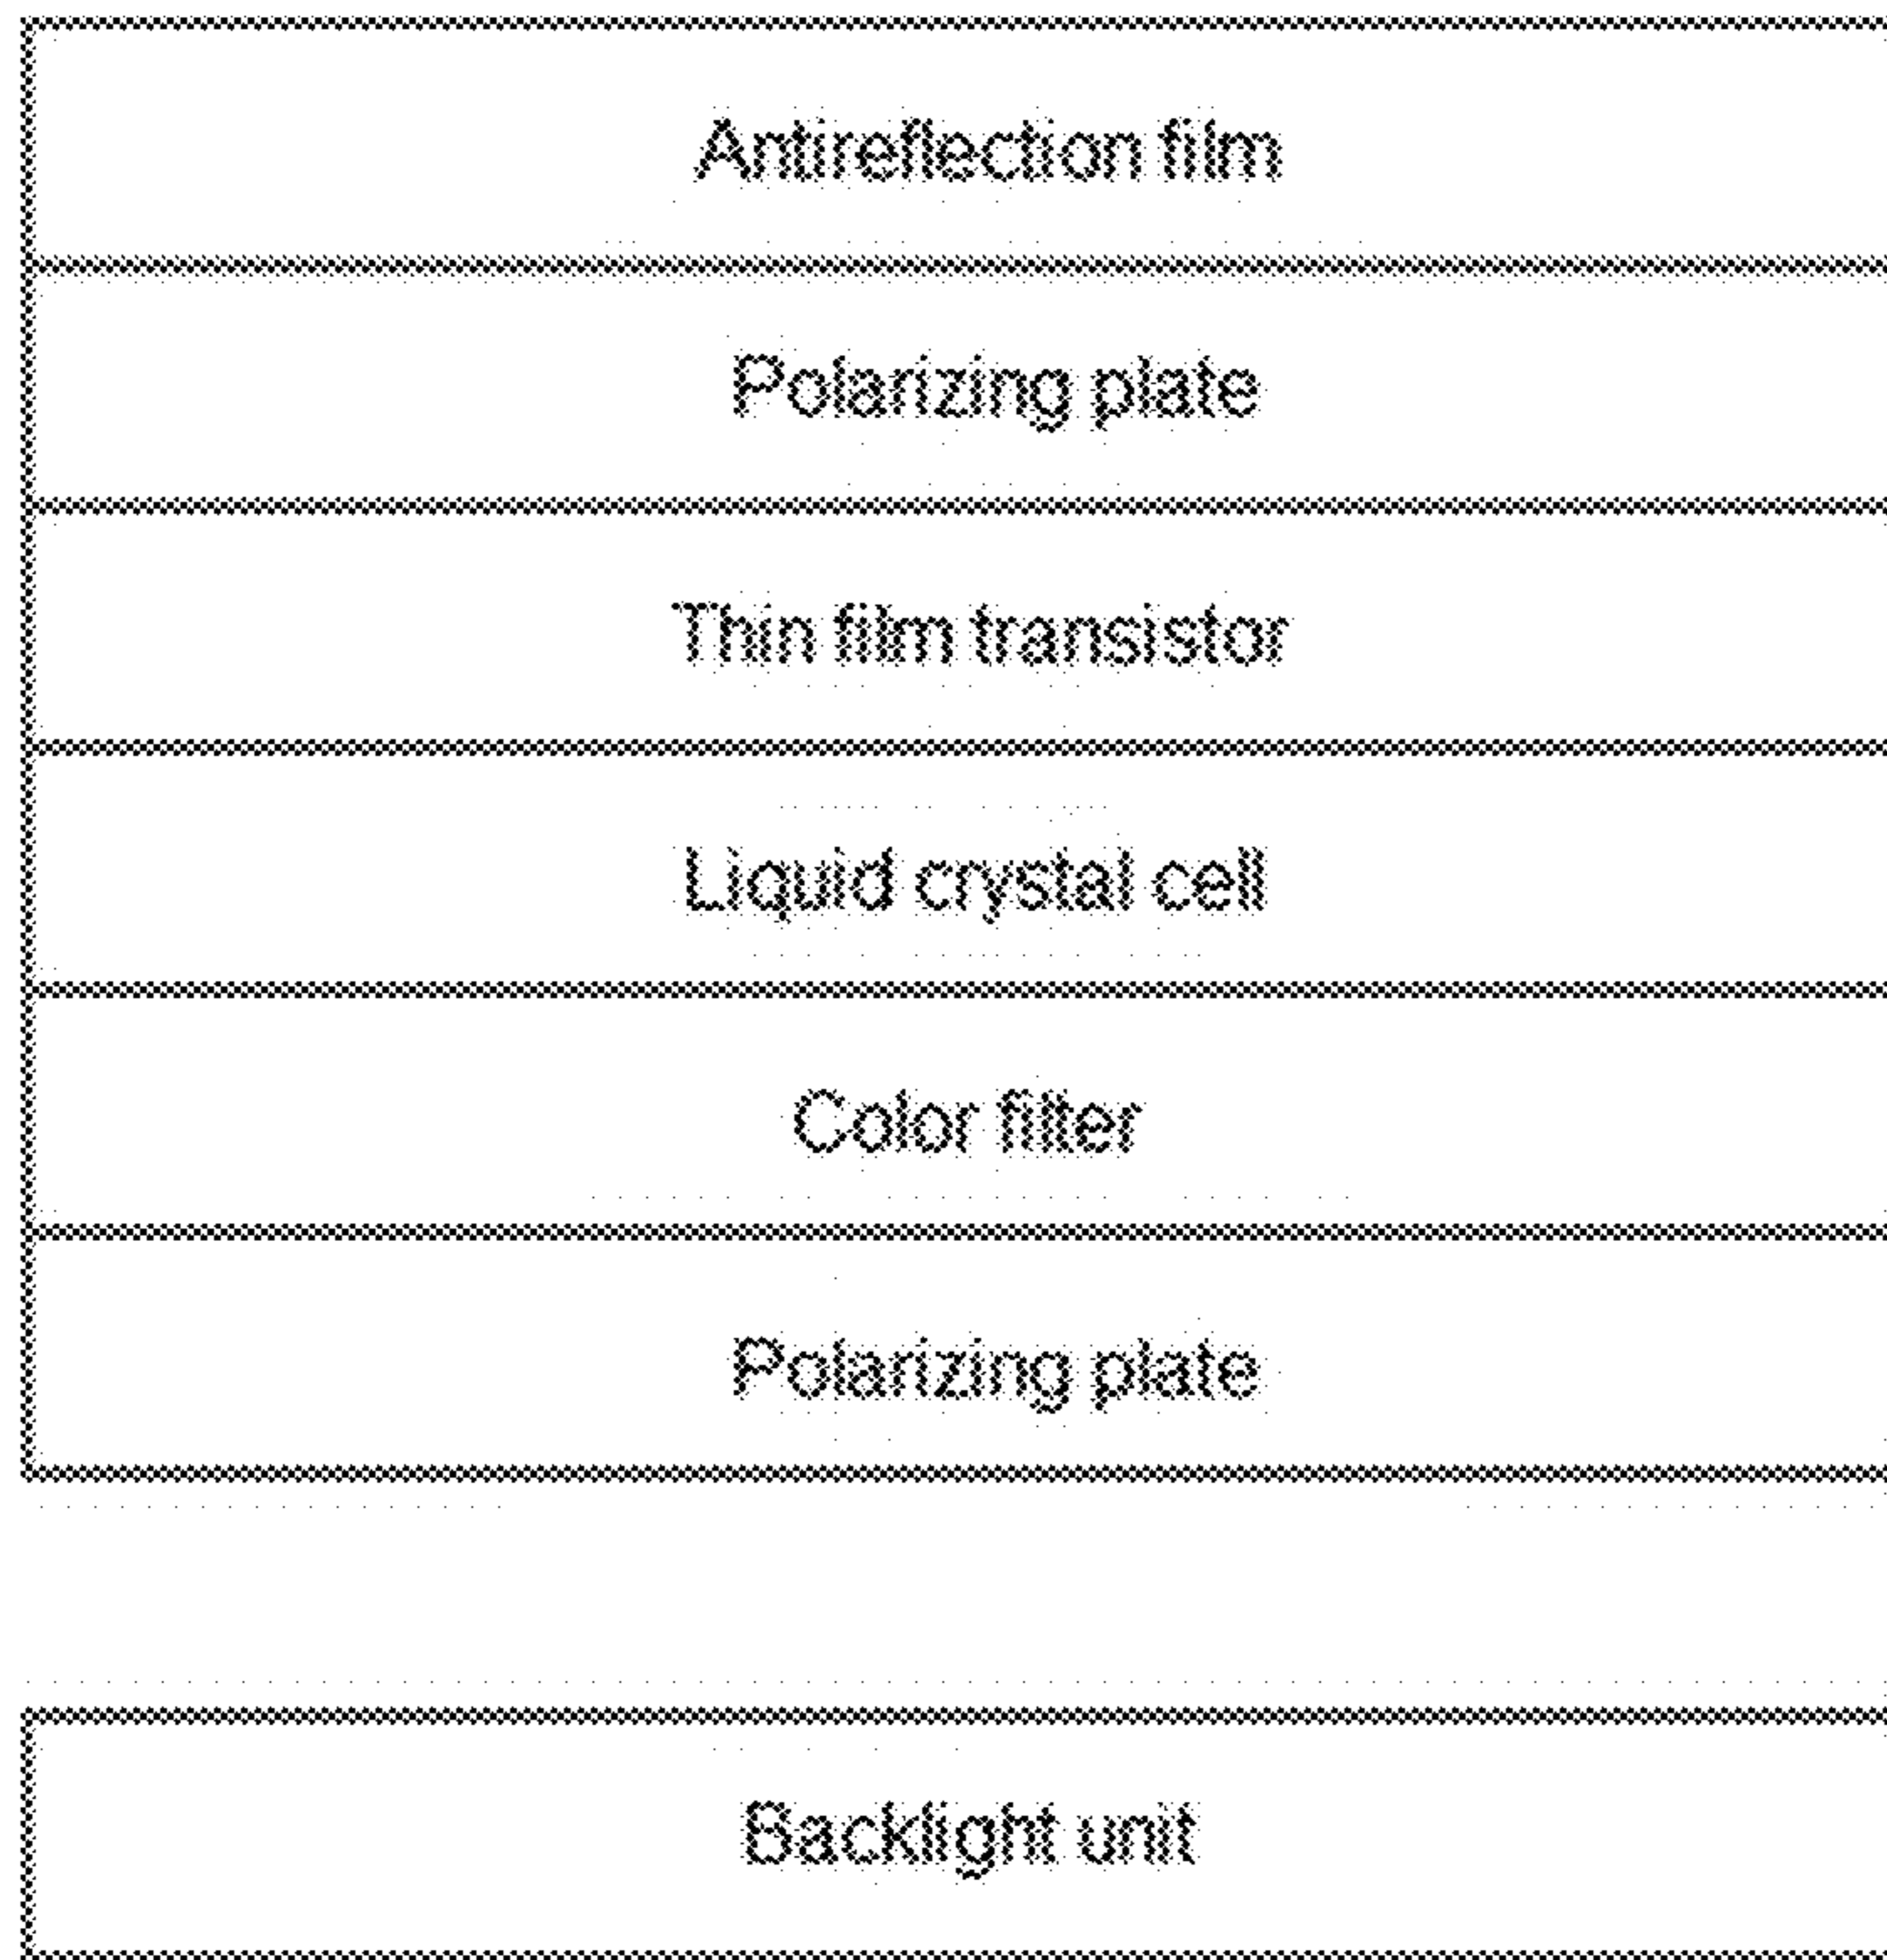 Antireflection film
Polarizing plate
Thin film transistor
Liquid crystal cell
Color filter
Polarizing plate
Backlight unit